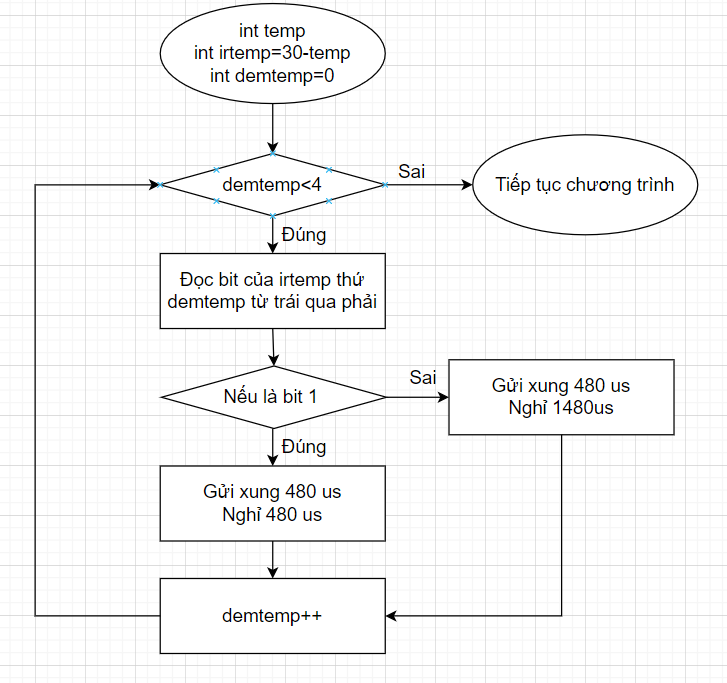 int temp
int irtemp=30-temp
int demtemp=0
demtemp<4
Sai
Tiếp tục chương trình
Đúng
Đọc bit của irtemp thứ
demtemp từ trái qua phải
Nếu là bit 1
Sai
Gửi xung 480 us
Nghỉ 1480us
Đúng
Gửi xung 480 us
Nghỉ 480 us
demtemp++